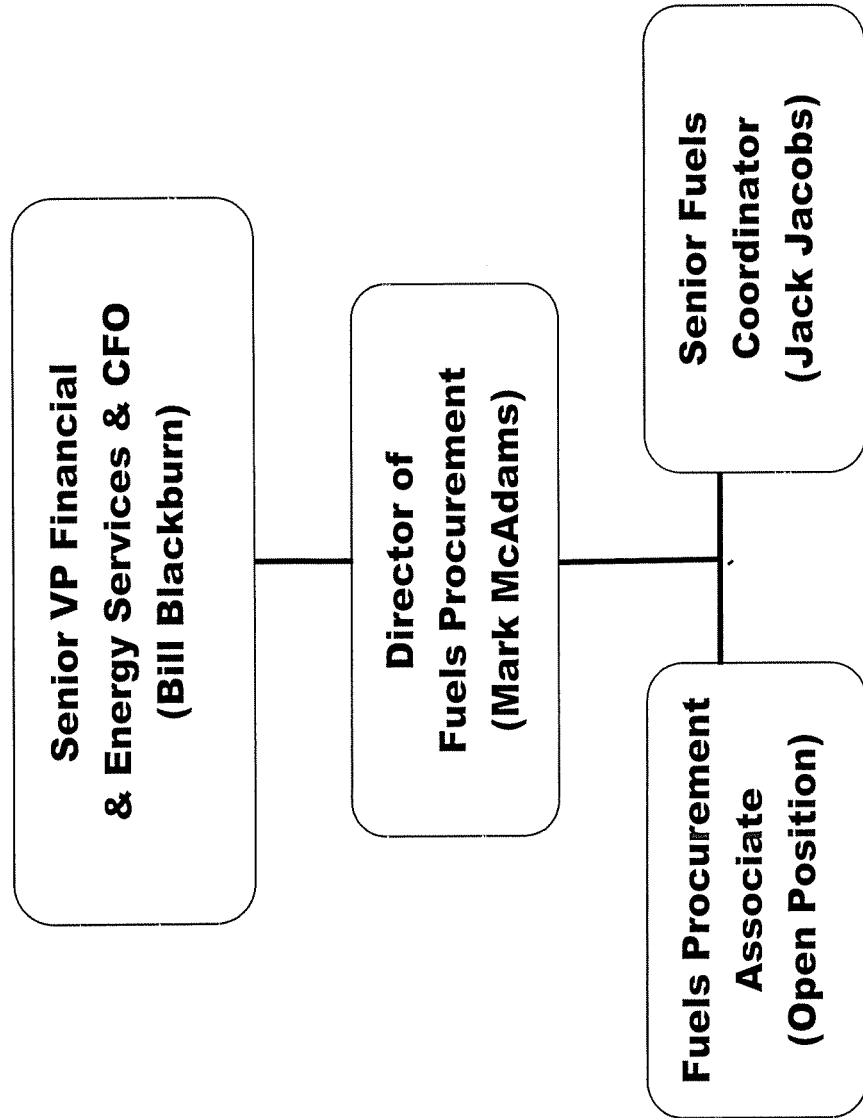 Senior VP Financial
& Energy Services & CFO
(Bill Blackburn)
Director of
Fuels Procurement
(Mark McAdams)
Fuels Procurement
Associate
(Open Position)
Senior Fuels
Coordinator
(Jack Jacobs)